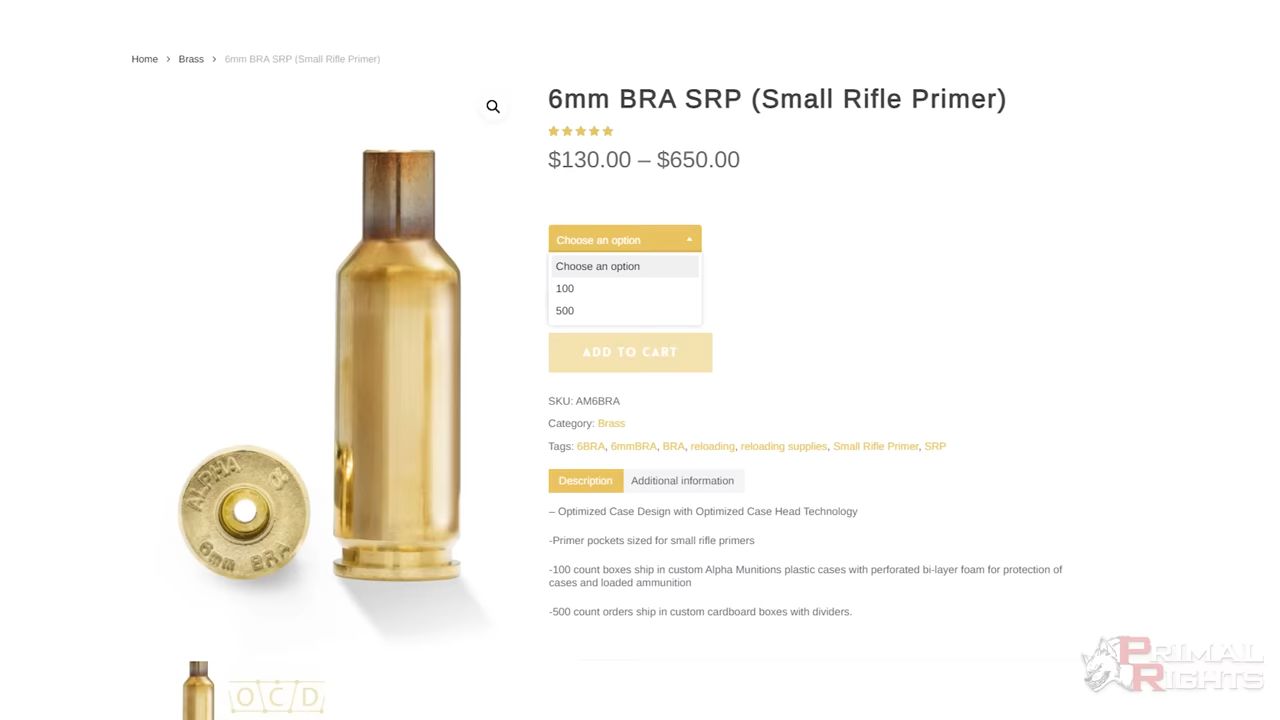 Home > Brass > 6mm BRA SRP (Small Rifle Primer)
6mm BRA SRP (Small Rifle Primer)
$130.00 – $650.00
Choose an option
Choose an option
100
500
ADD TO CART
SKU: AM6BRA
Category: Brass
Tags: 6BRA, 6mmBRA, BRA, reloading, reloading supplies, Small Rifle Primer, SRP
Description Additional information
– Optimized Case Design with Optimized Case Head Technology
-Primer pockets sized for small rifle primers
-100 count boxes ship in custom Alpha Munitions plastic cases with perforated bi-layer foam for protection of
cases and loaded ammunition
-500 count orders ship in custom cardboard boxes with dividers.
ALPHA
6mm BRA
OCD
PRIMAL
RIGHTS